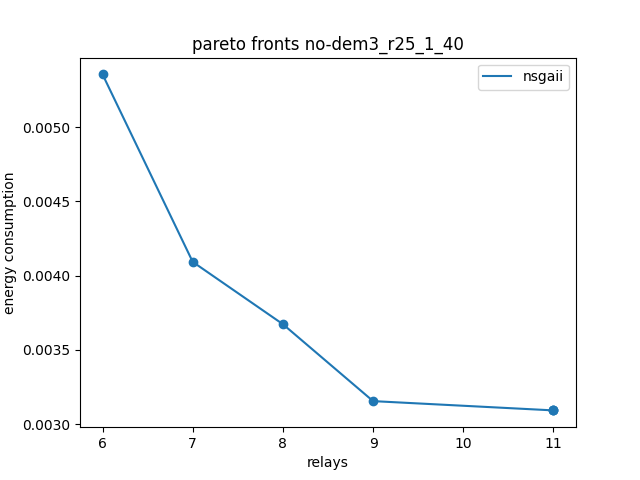 pareto fronts no-dem3_r25_1_40
nsgaii
energy consumption
0.0050
0.0045
0.0040
0.0035
0.0030
6 7 8 9 10 11
relays